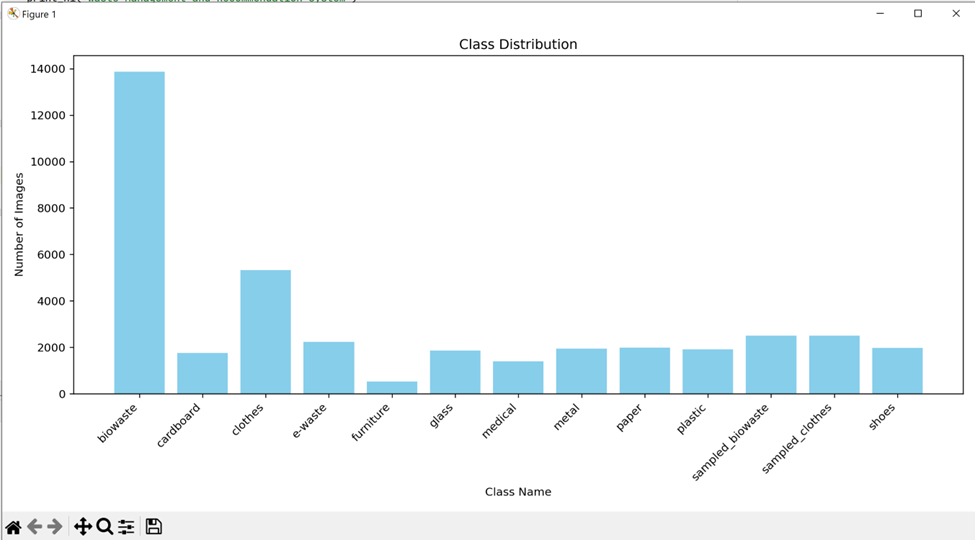 Figure 1
Class Distribution
Number of Images
14000
12000
10000
8000
6000
4000
2000
0
biowaste
cardboard
clothes
e-waste
furniture
glass
medical
metal
paper
plastic
sampled_biowaste
sampled_clothes
shoes
Class Name